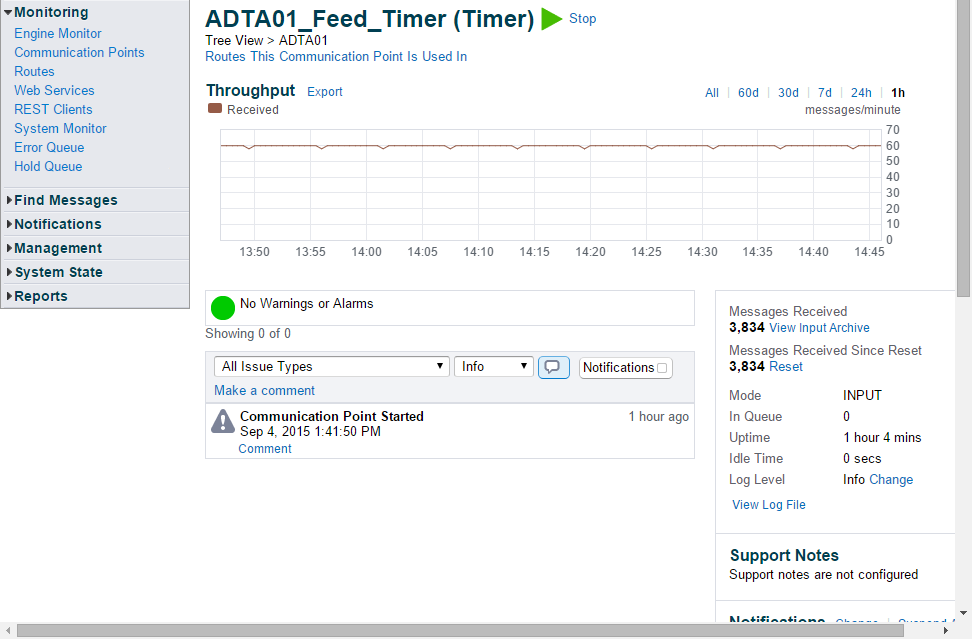 Monitoring
Engine Monitor
Communication Points
Routes
Web Services
REST Clients
System Monitor
Error Queue
Hold Queue
Find Messages
Notifications
Management
System State
Reports
ADTA01_Feed_Timer (Timer) Stop
Tree View > ADTA01
Routes This Communication Point Is Used In
Throughput Export
All 60d 30d 7d 24h 1h
Received
messages/minute
70
60
50
40
30
20
10
0
13:50 13:55 14:00 14:05 14:10 14:15 14:20 14:25 14:30 14:35 14:40 14:45
No Warnings or Alarms
Showing 0 of 0
All Issue Types Info Notifications
Make a comment
Communication Point Started 1 hour ago
Sep 4, 2015 1:41:50 PM
Comment
Messages Received
3,834 View Input Archive
Messages Received Since Reset
3,834 Reset
Mode INPUT
In Queue 0
Uptime 1 hour 4 mins
Idle Time 0 secs
Log Level Info Change
View Log File
Support Notes
Support notes are not configured
Notifications Change Suspend